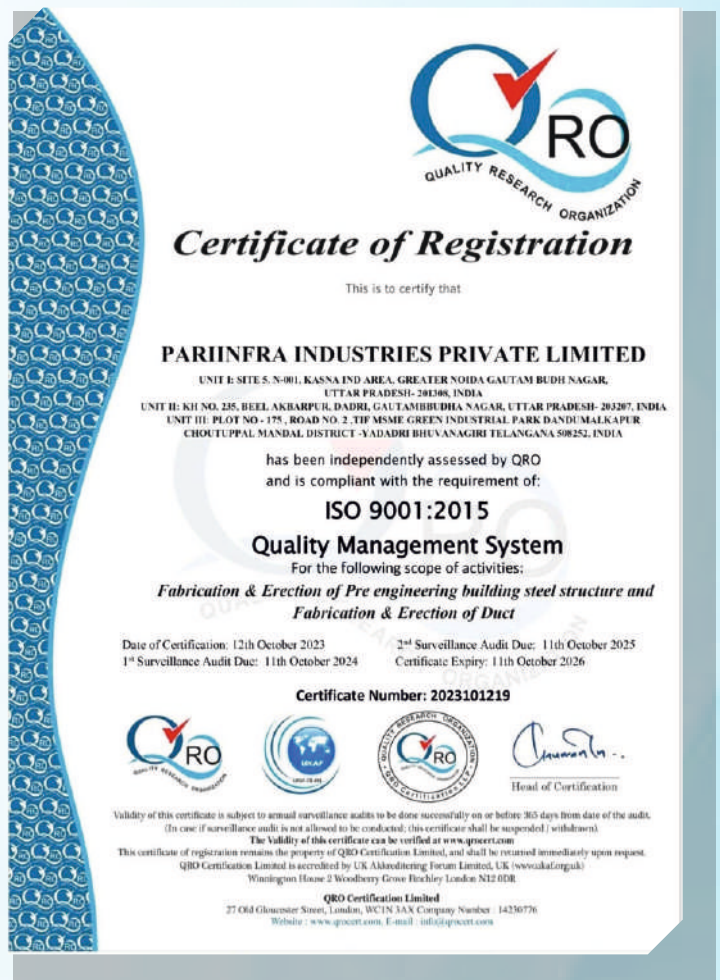 QRO
QUALITY RESEARCH ORGANIZATION
Certificate of Registration
This is to certify that
PARIINFRA INDUSTRIES PRIVATE LIMITED
UNIT I: SITE 5, N-001, KASNA IND AREA, GREATER NOIDA GAUTAM BUDH NAGAR,
UTTAR PRADESH- 201308, INDIA
UNIT II: KH NO. 235, BEEL AKBARPUR, DADRI, GAUTAMBBUDHA NAGAR, UTTAR PRADESH- 203207, INDIA
UNIT III: PLOT NO - 175 , ROAD NO. 2 ,TIF MSME GREEN INDUSTRIAL PARK DANDUMALKAPUR
CHOUTUPPAL MANDAL DISTRICT -YADADRI BHUVANAGIRI TELANGANA 508252, INDIA
has been independently assessed by QRO
and is compliant with the requirement of:
ISO 9001:2015
Quality Management System
For the following scope of activities:
Fabrication & Erection of Pre engineering building steel structure and
Fabrication & Erection of Duct
Date of Certification: 12th October 2023 2nd Surveillance Audit Due: 11th October 2025
1st Surveillance Audit Due: 11th October 2024 Certificate Expiry: 11th October 2026
Certificate Number: 2023101219
QRO
QUALITY RESEARCH ORGANIZATION
UKAF
QUALITY RESEARCH ORGANIZATION
QRO
QRO Certification LLP
Head of Certification
Validity of this certificate is subject to annual surveillance audits to be done successfully on or before 365 days from date of the audit.
(In case if surveillance audit is not allowed to be conducted; this certificate shall be suspended / withdrawn).
The Validity of this certificate can be verified at www.qrocert.com
This certificate of registration remains the property of QRO Certification Limited, and shall be returned immediately upon request.
QRO Certification Limited is accredited by UK Akkreditering Forum Limited, UK (www.ukaf.org.uk)
Winnington House 2 Woodberry Grove Finchley London N12 0DR
QRO Certification Limited
27 Old Gloucester Street, London, WC1N 3AX Company Number : 14230776
Website : www.qrocert.com, E-mail : info@qrocert.com